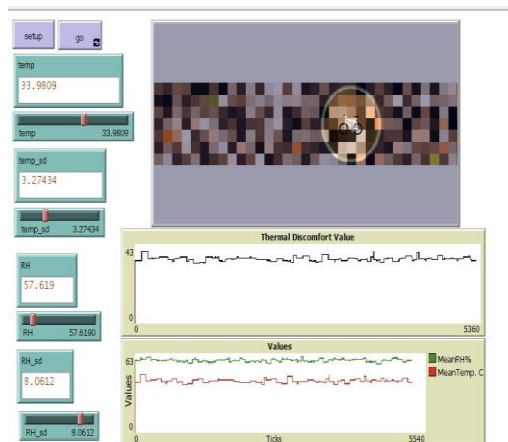 setup
go
temp
33.9809
temp 33.9809
temp_sd
3.27434
temp_sd 3.27434
RH
57.619
RH 57.6190
RH_sd
8.0612
RH_sd 8.0612
Thermal Discomfort Value
43
0
0 5360
Values
63
Values
0
0 Ticks 5540
MeanRH%
MeanTemp. C